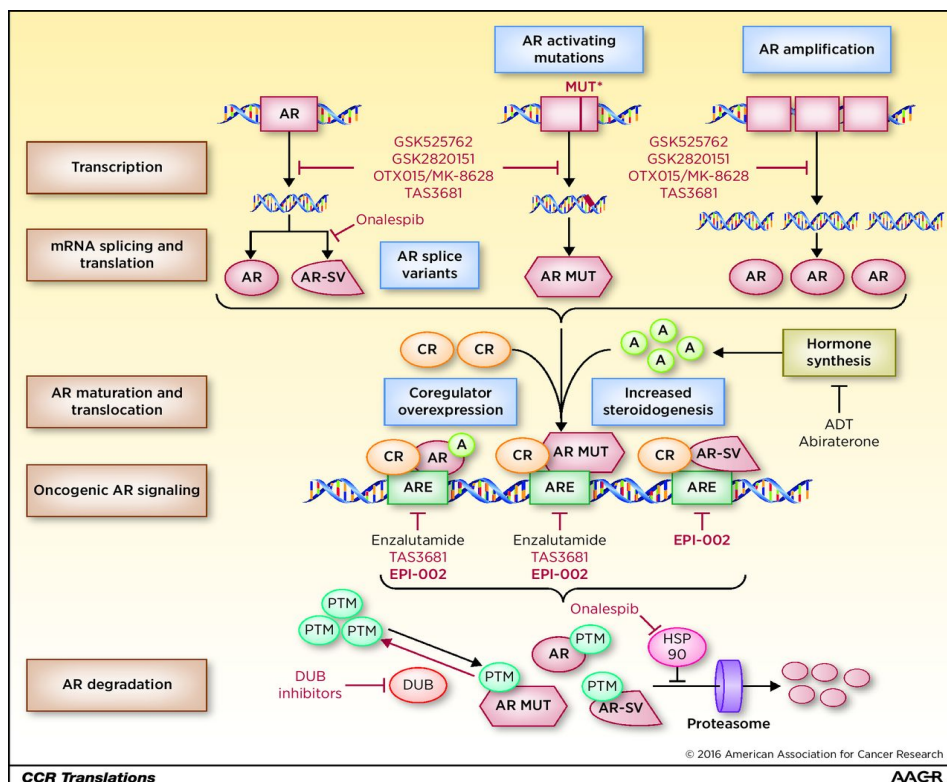 AR activating
mutations
AR amplification
MUT*
AR
Transcription
GSK525762
GSK2820151
OTX015/MK-8628
TAS3681
GSK525762
GSK2820151
OTX015/MK-8628
TAS3681
Onalespib
mRNA splicing and
translation
AR
AR-SV
AR splice
variants
AR MUT
AR
AR
AR
CR
CR
A
A
A
A
Hormone
synthesis
AR maturation and
translocation
Coregulator
overexpression
Increased
steroidogenesis
ADT
Abiraterone
Oncogenic AR signaling
CR
AR
A
ARE
CR
AR MUT
ARE
CR
AR-SV
ARE
Enzalutamide
TAS3681
EPI-002
Enzalutamide
TAS3681
EPI-002
EPI-002
AR degradation
PTM
PTM
PTM
DUB
inhibitors
DUB
PTM
AR MUT
Onalespib
PTM
AR
HSP
90
PTM
AR-SV
Proteasome
© 2016 American Association for Cancer Research
CCR Translations
AACR